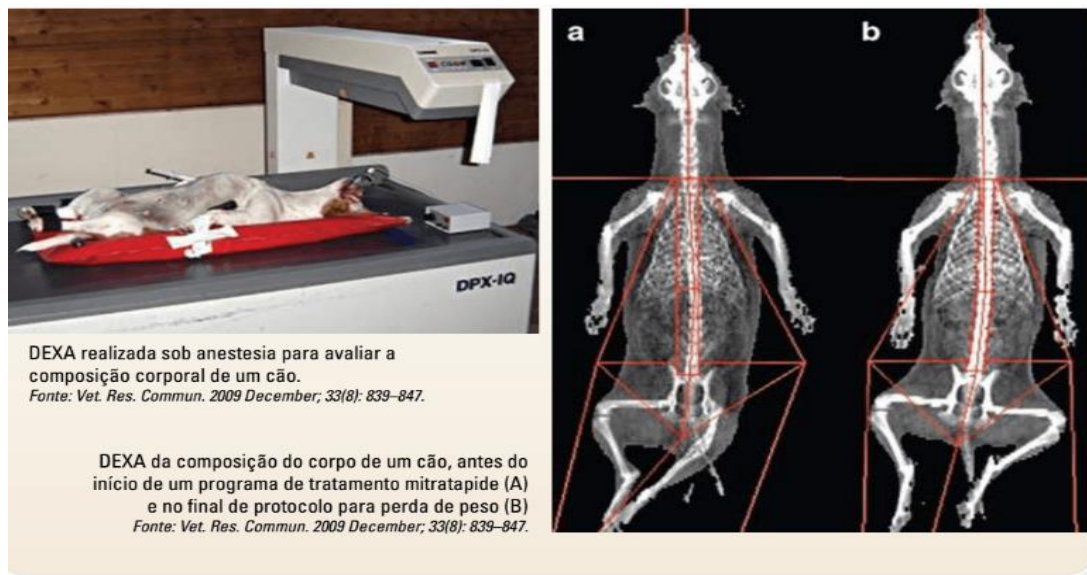 DPX-IQ
a
b
DEXA realizada sob anestesia para avaliar a
composição corporal de um cão.
Fonte: Vet. Res. Commun. 2009 December; 33(8): 839–847.
DEXA da composição do corpo de um cão, antes do
início de um programa de tratamento mitratapide (A)
e no final de protocolo para perda de peso (B)
Fonte: Vet. Res. Commun. 2009 December; 33(8): 839–847.